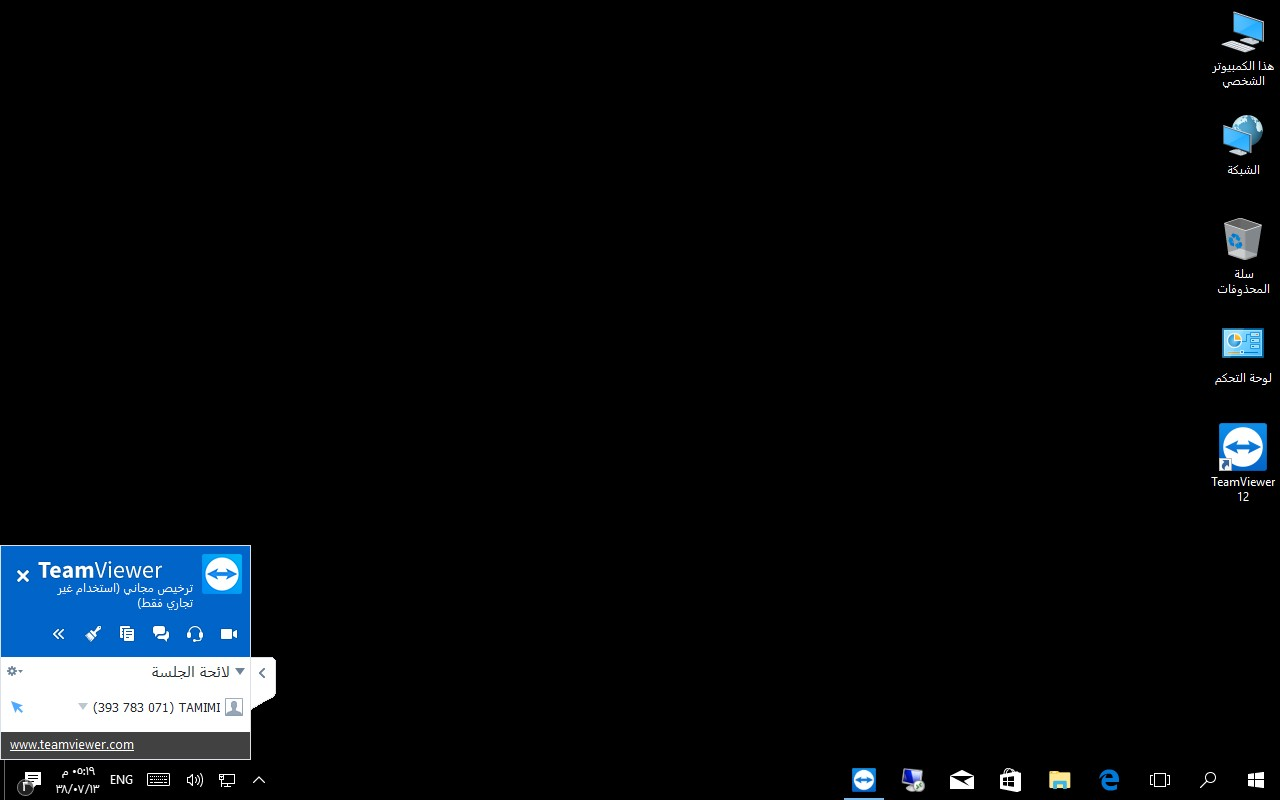 هذا الكمبيوتر
الشخصي
الشبكة
سلة
المحذوفات
لوحة التحكم
TeamViewer
12
TeamViewer
ترخيص مجاني (استخدام غير
تجاري فقط)
لائحة الجلسة
TAMIMI (393 783 071)
www.teamviewer.com
ENG
٠٥:١٩ م
٣٨/٠٧/١٣